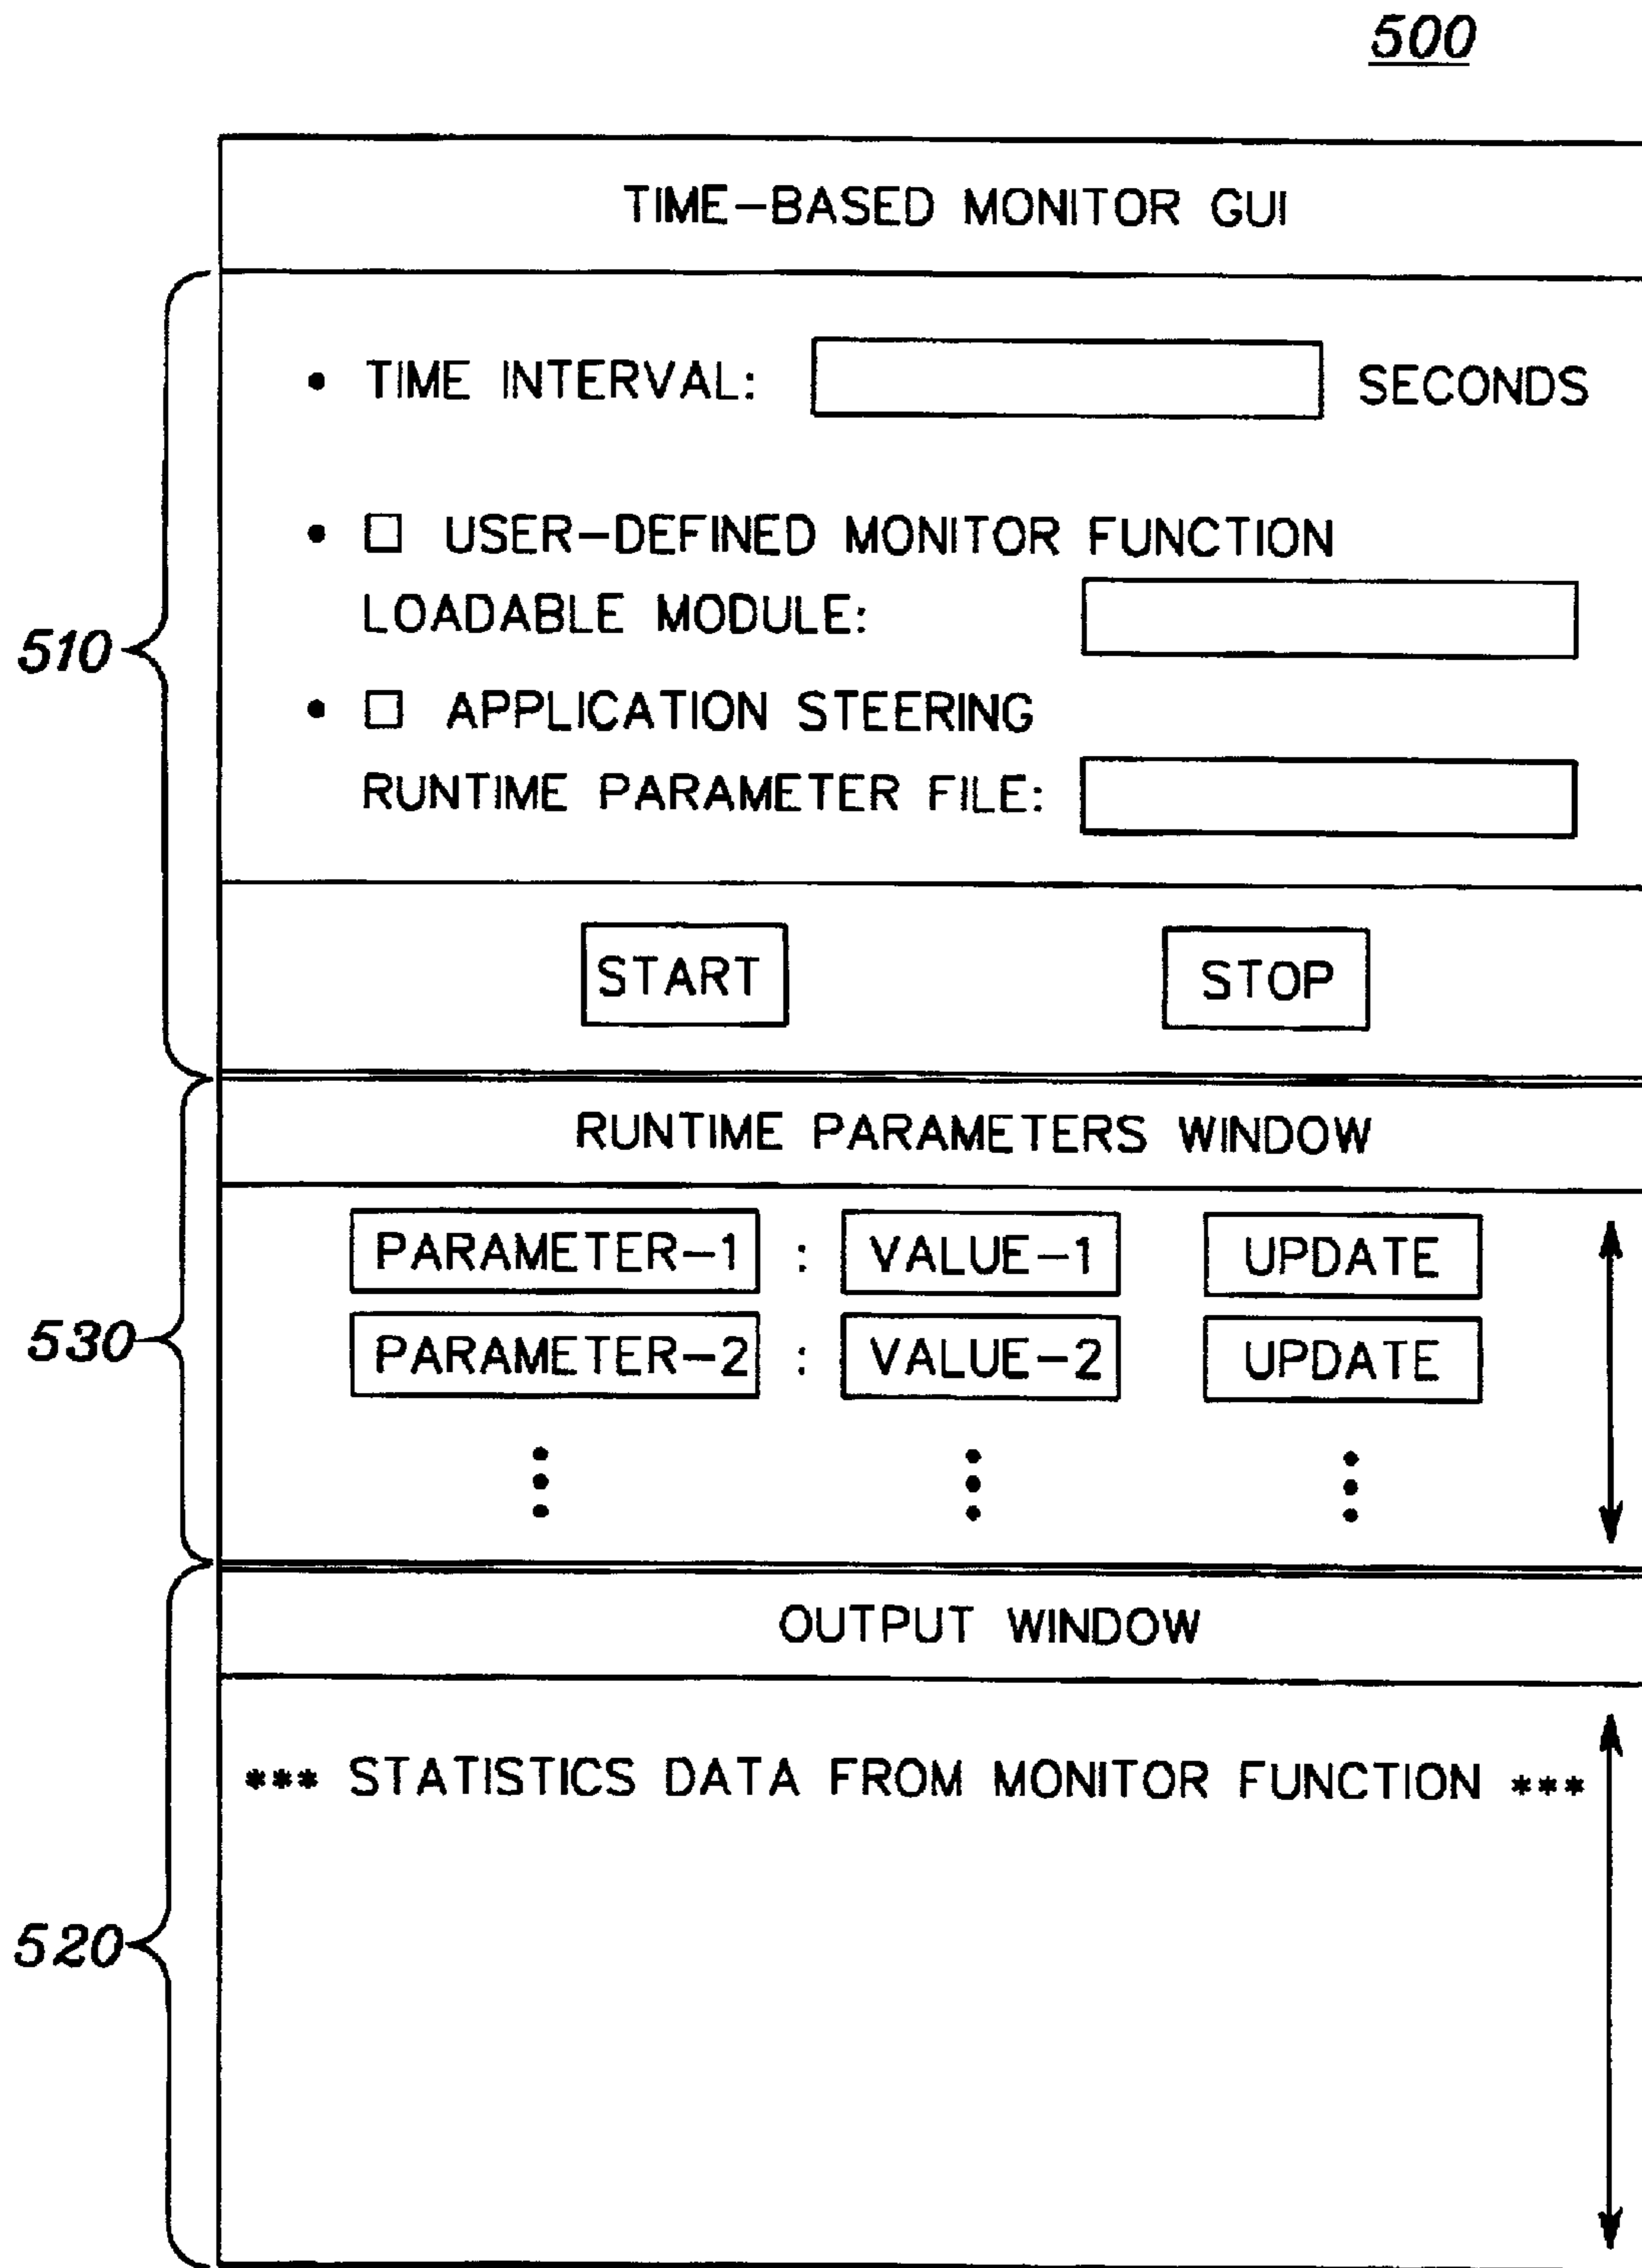 500
TIME-BASED MONITOR GUI
• TIME INTERVAL: SECONDS
• □ USER-DEFINED MONITOR FUNCTION
LOADABLE MODULE:
• □ APPLICATION STEERING
RUNTIME PARAMETER FILE:
510
START STOP
RUNTIME PARAMETERS WINDOW
PARAMETER-1 : VALUE-1 UPDATE
530
PARAMETER-2 : VALUE-2 UPDATE
OUTPUT WINDOW
*** STATISTICS DATA FROM MONITOR FUNCTION ***
520